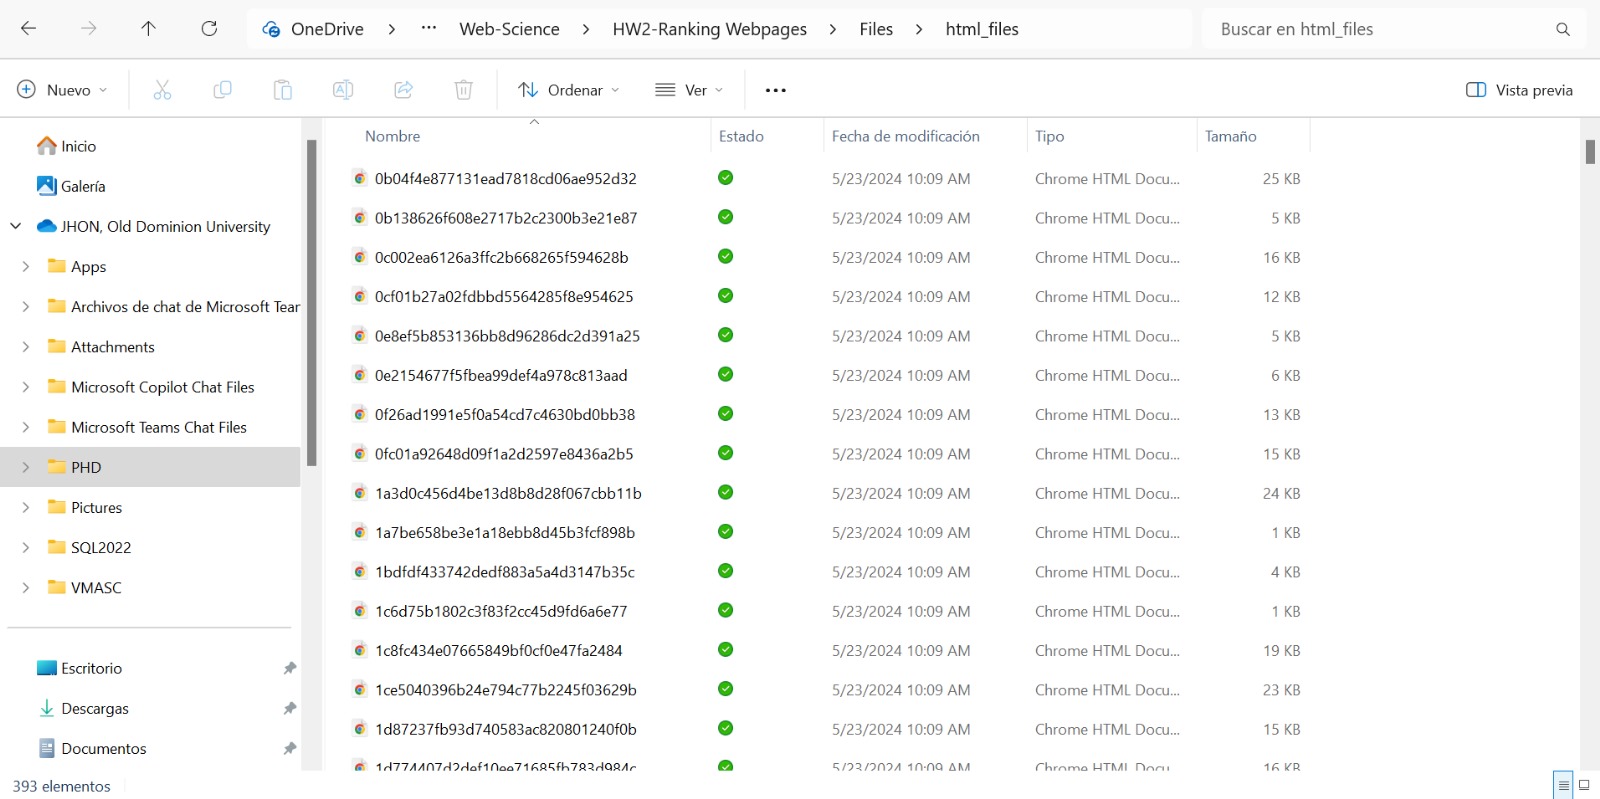 OneDrive > ... Web-Science > HW2-Ranking Webpages > Files > html_files
Buscar en html_files
Nuevo Ordenar Ver ... Vista previa
Inicio
Galería
JHON, Old Dominion University
Apps
Archivos de chat de Microsoft Tear
Attachments
Microsoft Copilot Chat Files
Microsoft Teams Chat Files
PHD
Pictures
SQL2022
VMASC
Escritorio
Descargas
Documentos
Nombre Estado Fecha de modificación Tipo Tamaño
0b04f4e877131ead7818cd06ae952d32 5/23/2024 10:09 AM Chrome HTML Docu... 25 KB
0b138626f608e2717b2c2300b3e21e87 5/23/2024 10:09 AM Chrome HTML Docu... 5 KB
0c002ea6126a3ffc2b668265f594628b 5/23/2024 10:09 AM Chrome HTML Docu... 16 KB
0cf01b27a02fdbbd5564285f8e954625 5/23/2024 10:09 AM Chrome HTML Docu... 12 KB
0e8ef5b853136bb8d96286dc2d391a25 5/23/2024 10:09 AM Chrome HTML Docu... 5 KB
0e2154677f5fbea99def4a978c813aad 5/23/2024 10:09 AM Chrome HTML Docu... 6 KB
0f26ad1991e5f0a54cd7c4630bd0bb38 5/23/2024 10:09 AM Chrome HTML Docu... 13 KB
0fc01a92648d09f1a2d2597e8436a2b5 5/23/2024 10:09 AM Chrome HTML Docu... 15 KB
1a3d0c456d4be13d8b8d28f067cbb11b 5/23/2024 10:09 AM Chrome HTML Docu... 24 KB
1a7be658be3e1a18ebb8d45b3fcf898b 5/23/2024 10:09 AM Chrome HTML Docu... 1 KB
1bdfdf433742dedf883a5a4d3147b35c 5/23/2024 10:09 AM Chrome HTML Docu... 4 KB
1c6d75b1802c3f83f2cc45d9fd6a6e77 5/23/2024 10:09 AM Chrome HTML Docu... 1 KB
1c8fc434e07665849bf0cf0e47fa2484 5/23/2024 10:09 AM Chrome HTML Docu... 19 KB
1ce5040396b24e794c77b2245f03629b 5/23/2024 10:09 AM Chrome HTML Docu... 23 KB
1d87237fb93d740583ac820801240f0b 5/23/2024 10:09 AM Chrome HTML Docu... 15 KB
1d774407d2def10ee71685fb783d984c 5/23/2024 10:09 AM Chrome HTML Docu... 16 KB
393 elementos